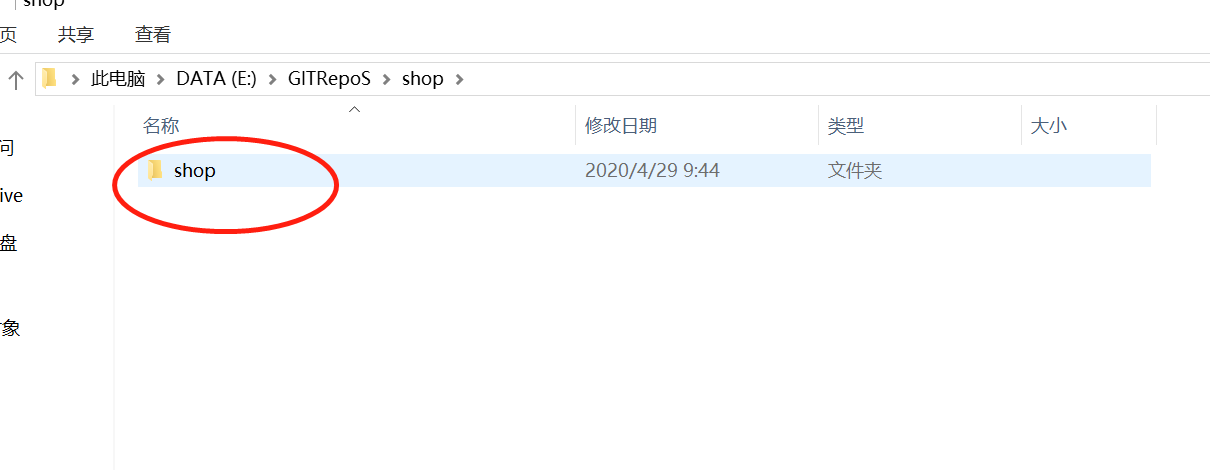 shop
页 共享 查看
此电脑 DATA (E:) GITRepoS shop
名称 修改日期 类型 大小
问
shop 2020/4/29 9:44 文件夹
ive
盘
象